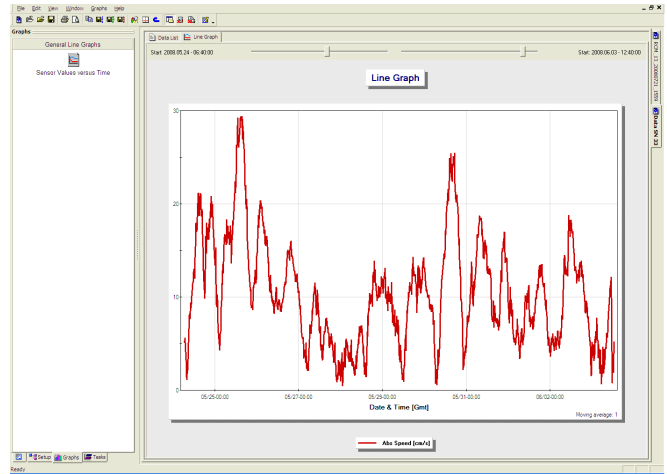 File Edit View Window Graphs Help
Graphs
General Line Graphs
Sensor Values versus Time
Data List Line Graph
Start: 2008.05.24 - 06:40:00
Start: 2008.06.03 - 12:40:00
Line Graph
30
20
10
0
05/25-00:00 05/27-00:00 05/29-00:00 05/31-00:00 06/02-00:00
Date & Time [Gmt]
Moving average: 1
Abs Speed [cm/s]
Data SN 33
Setup Graphs Tasks
Ready